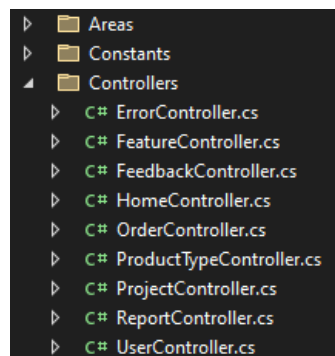 Areas
Constants
Controllers
C# ErrorController.cs
C# FeatureController.cs
C# FeedbackController.cs
C# HomeController.cs
C# OrderController.cs
C# ProductTypeController.cs
C# ProjectController.cs
C# ReportController.cs
C# UserController.cs